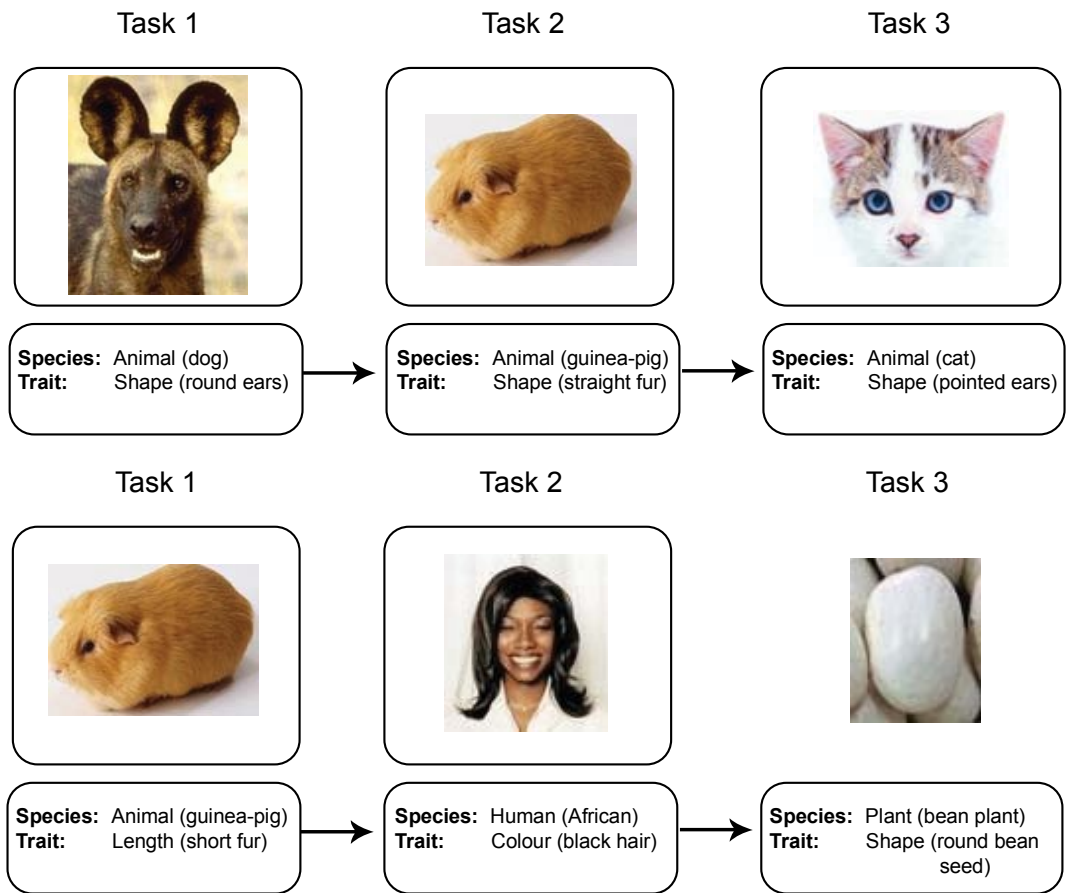 Task 1
Task 2
Task 3
Species: Animal (dog)
Trait: Shape (round ears)
Species: Animal (guinea-pig)
Trait: Shape (straight fur)
Species: Animal (cat)
Trait: Shape (pointed ears)
Task 1
Task 2
Task 3
Species: Animal (guinea-pig)
Trait: Length (short fur)
Species: Human (African)
Trait: Colour (black hair)
Species: Plant (bean plant)
Trait: Shape (round bean
seed)